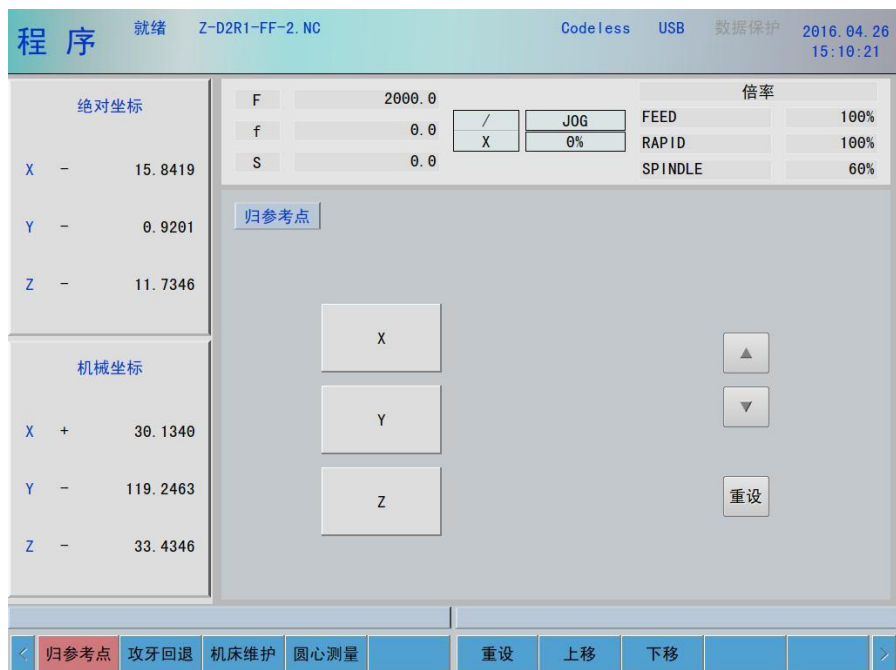 程 序 就绪 Z-D2R1-FF-2.NC Codeless USB 数据保护 2016.04.26
15:10:21
绝对坐标
X - 15.8419
Y - 0.9201
Z - 11.7346
机械坐标
X + 30.1340
Y - 119.2463
Z - 33.4346
F 2000.0
f 0.0
S 0.0
/ JOG
X 0%
倍率
FEED 100%
RAPID 100%
SPINDLE 60%
归参考点
X
Y
Z
▲
▼
重设
< 归参考点 攻牙回退 机床维护 圆心测量 重设 上移 下移 >